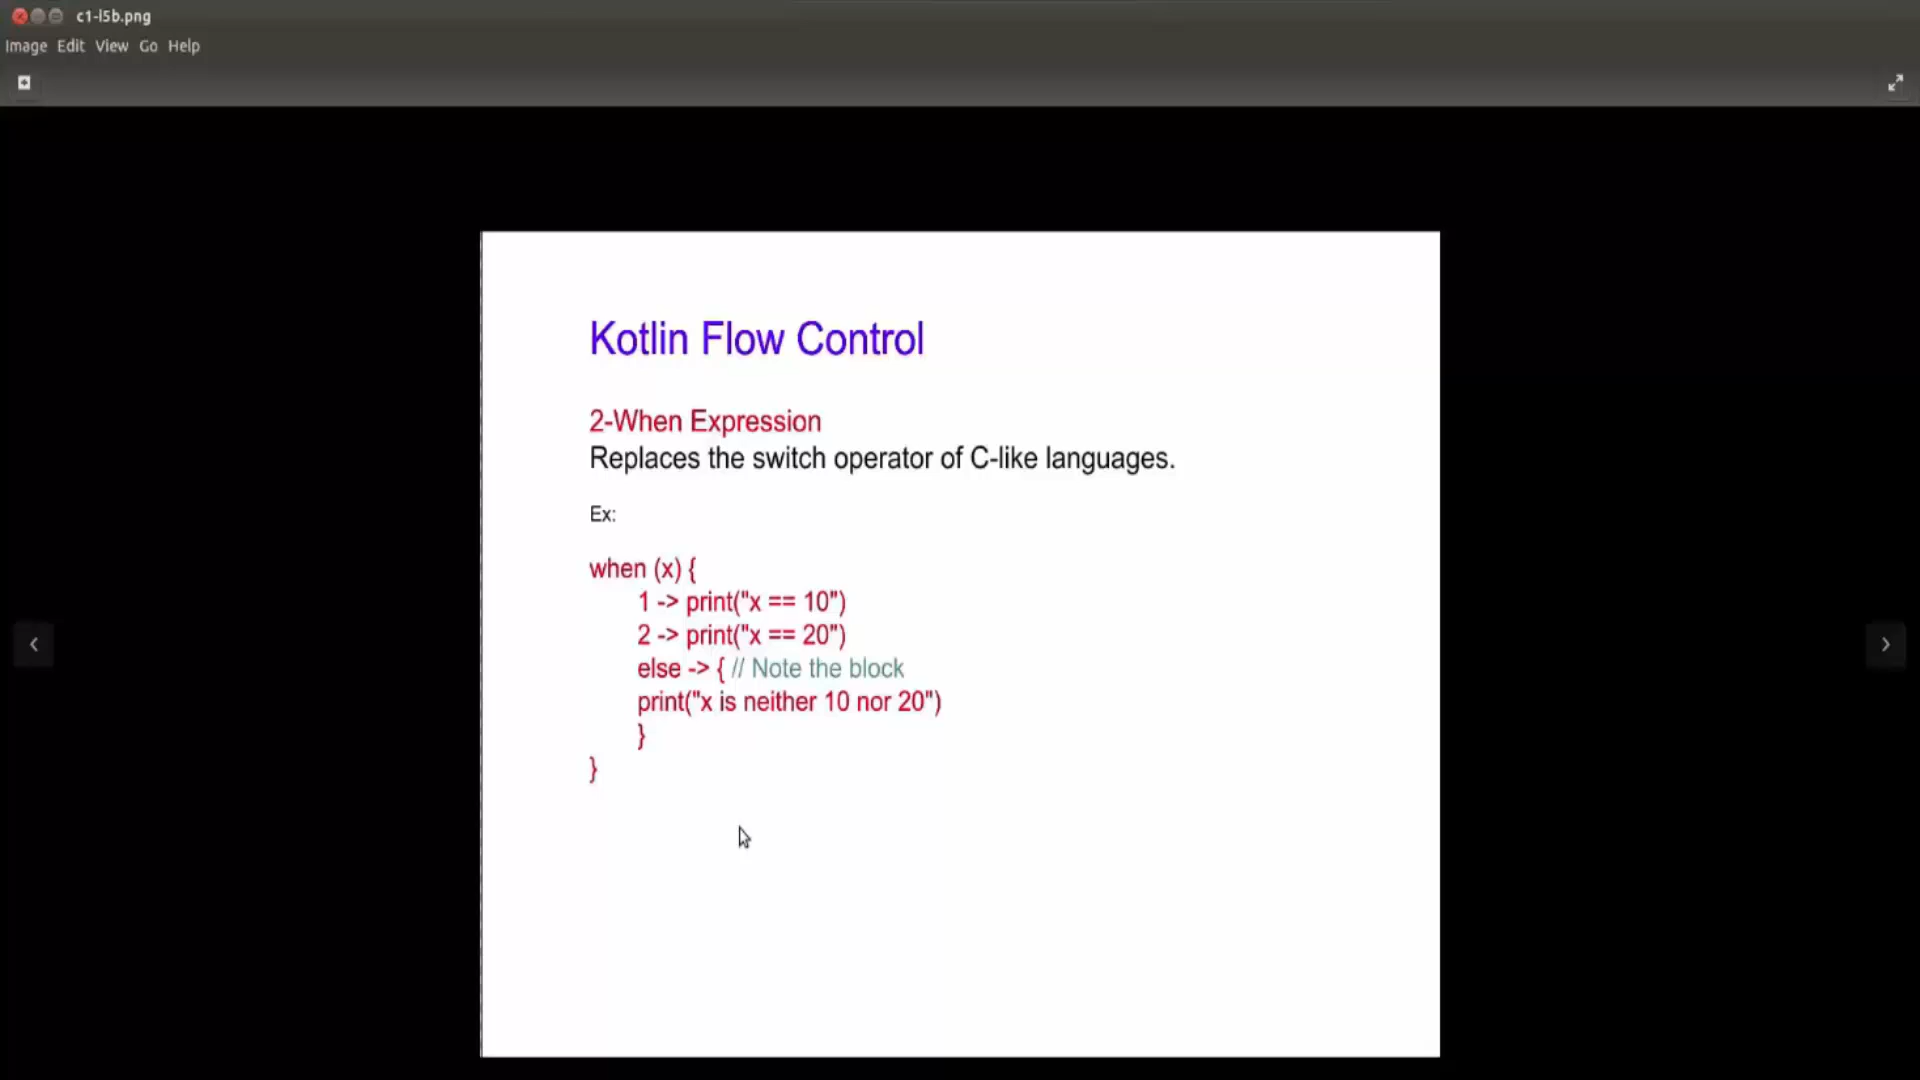 c1-l5b.png
Image Edit View Go Help
Kotlin Flow Control
2-When Expression
Replaces the switch operator of C-like languages.
Ex:
when (x) {
1 -> print("x == 10")
2 -> print("x == 20")
else -> { // Note the block
print("x is neither 10 nor 20")
}
}